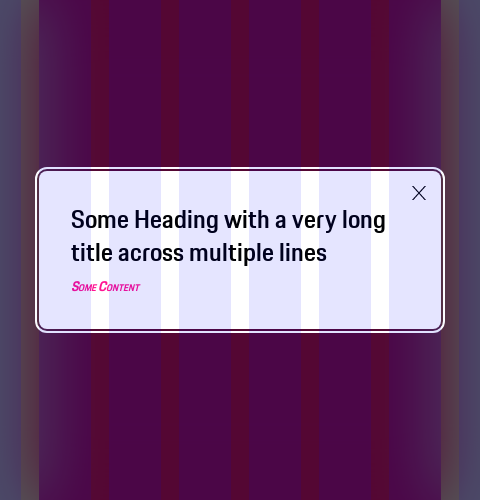 Some Heading with a very long
title across multiple lines
Some Content